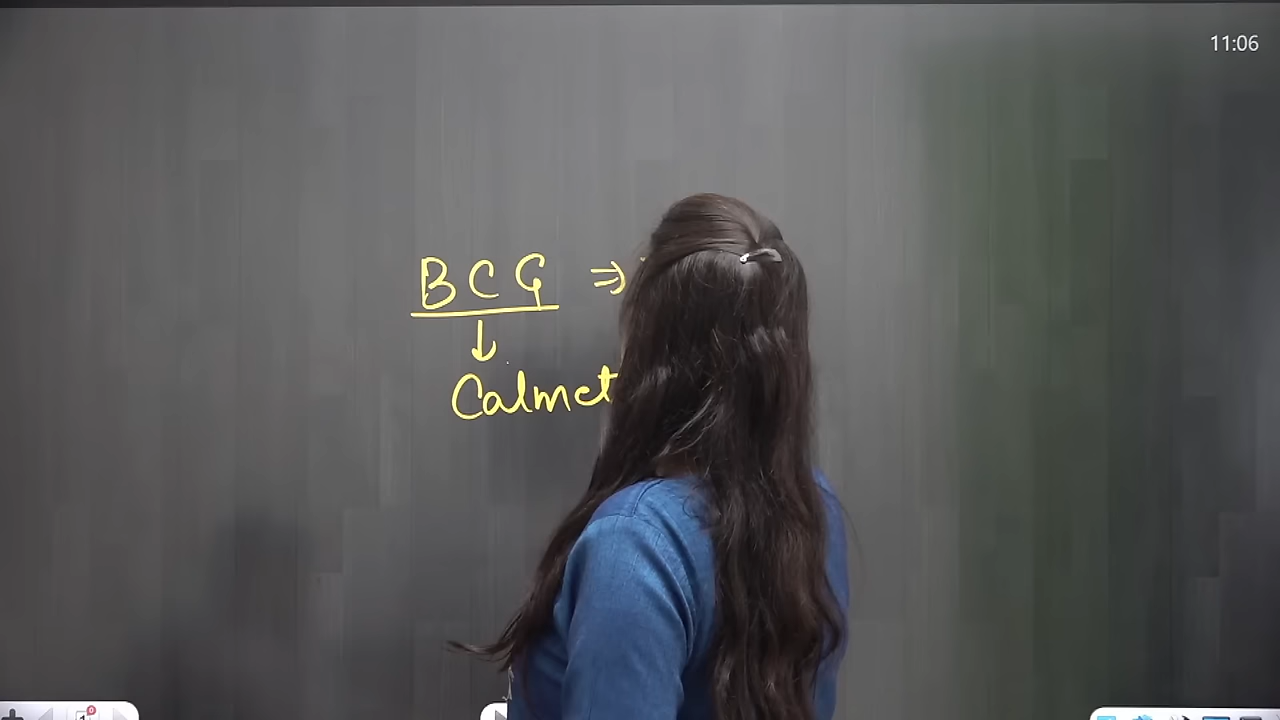 11:06
BCG ⇒
↓
Calmet